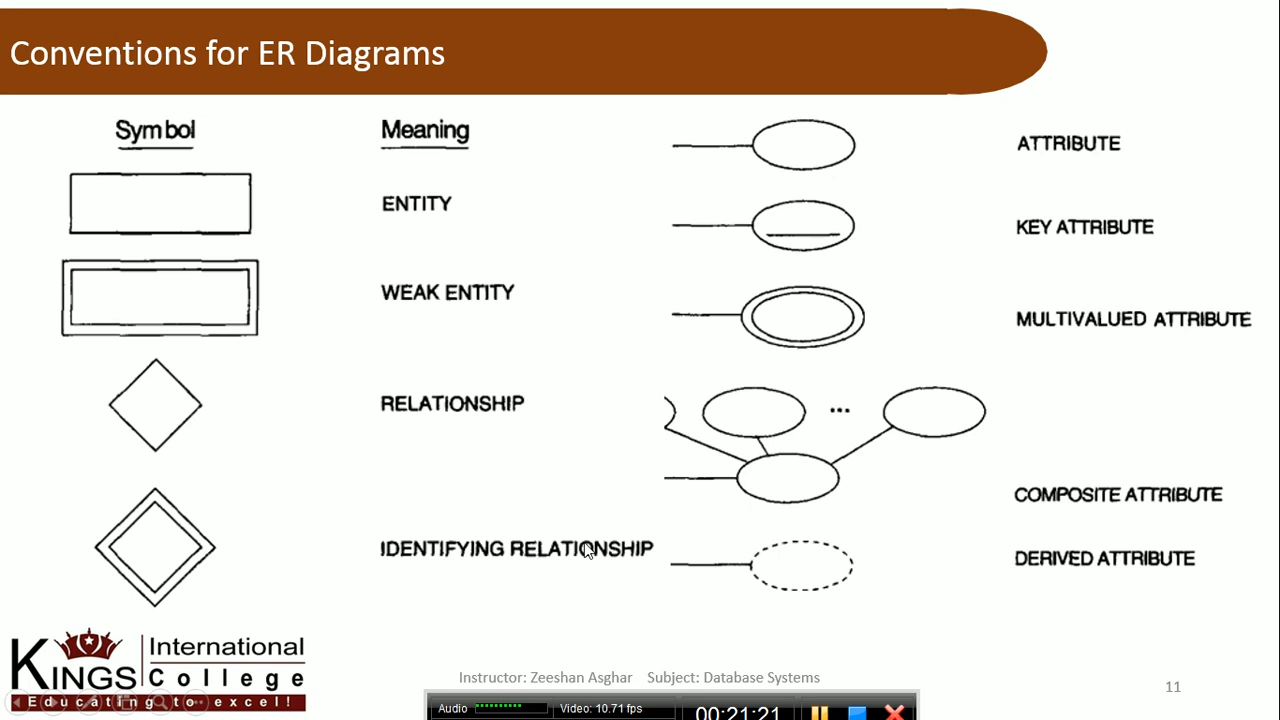 Conventions for ER Diagrams
Symbol
Meaning
ENTITY
WEAK ENTITY
RELATIONSHIP
IDENTIFYING RELATIONSHIP
ATTRIBUTE
KEY ATTRIBUTE
MULTIVALUED ATTRIBUTE
...
COMPOSITE ATTRIBUTE
DERIVED ATTRIBUTE
KINGS International College
Educating to excel!
Instructor: Zeeshan Asghar Subject: Database Systems
11
Audio
Video: 10.71 fps
00:21:21